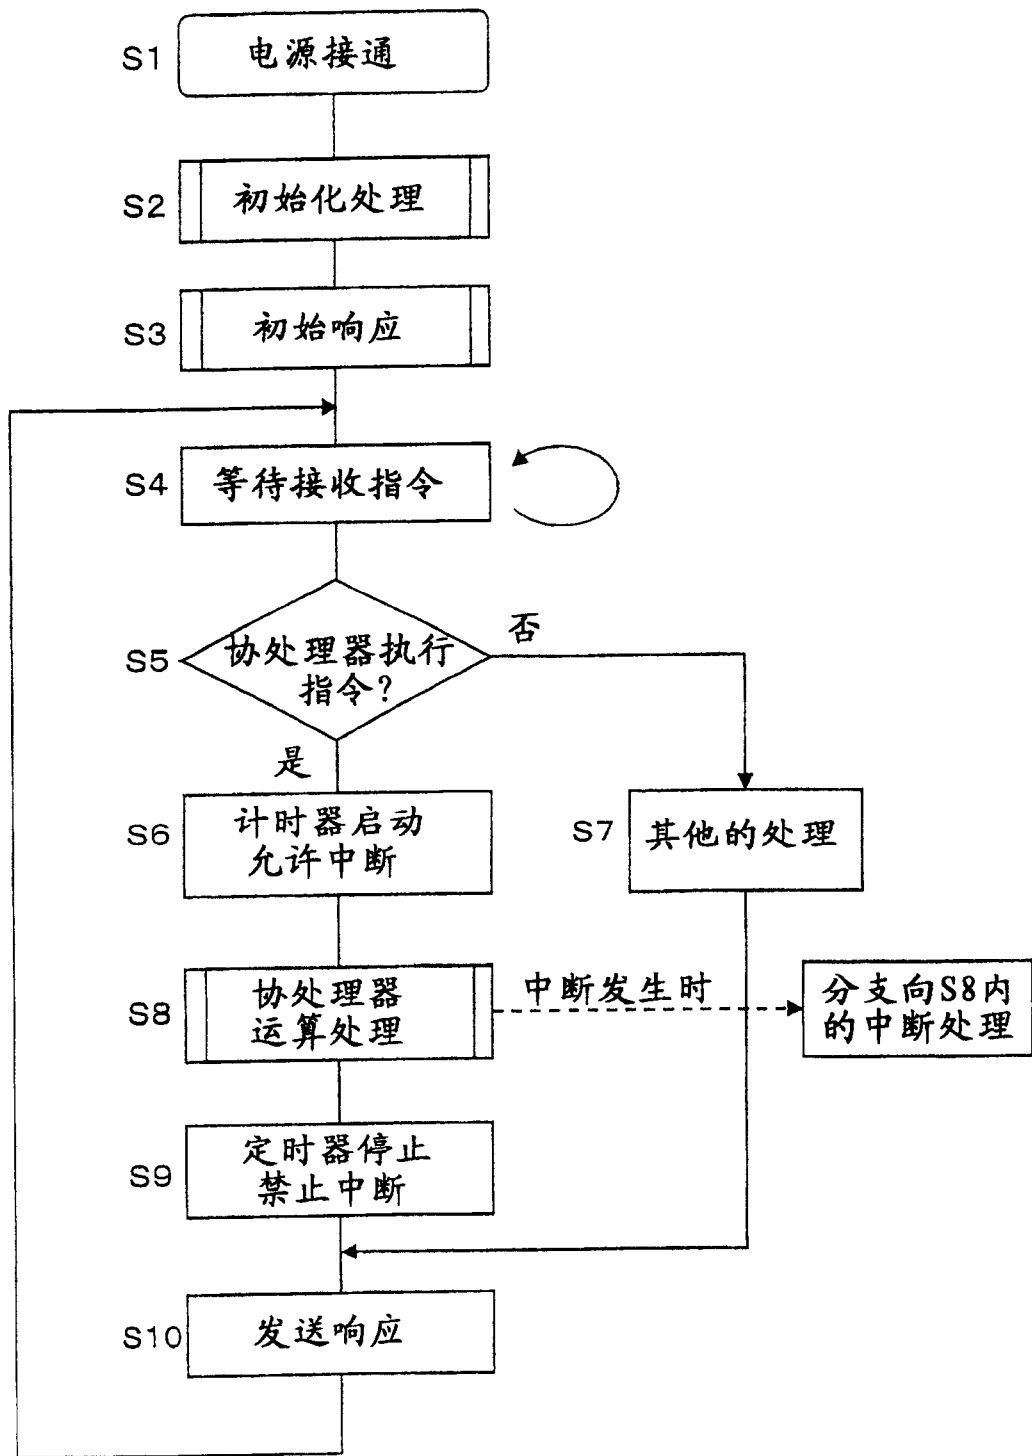 S1 电源接通
S2 初始化处理
S3 初始响应
S4 等待接收指令
S5 协处理器执行
指令?
否
是
S6 计时器启动
允许中断
S7 其他的处理
S8 协处理器
运算处理
中断发生时
分支向S8内
的中断处理
S9 定时器停止
禁止中断
S10 发送响应